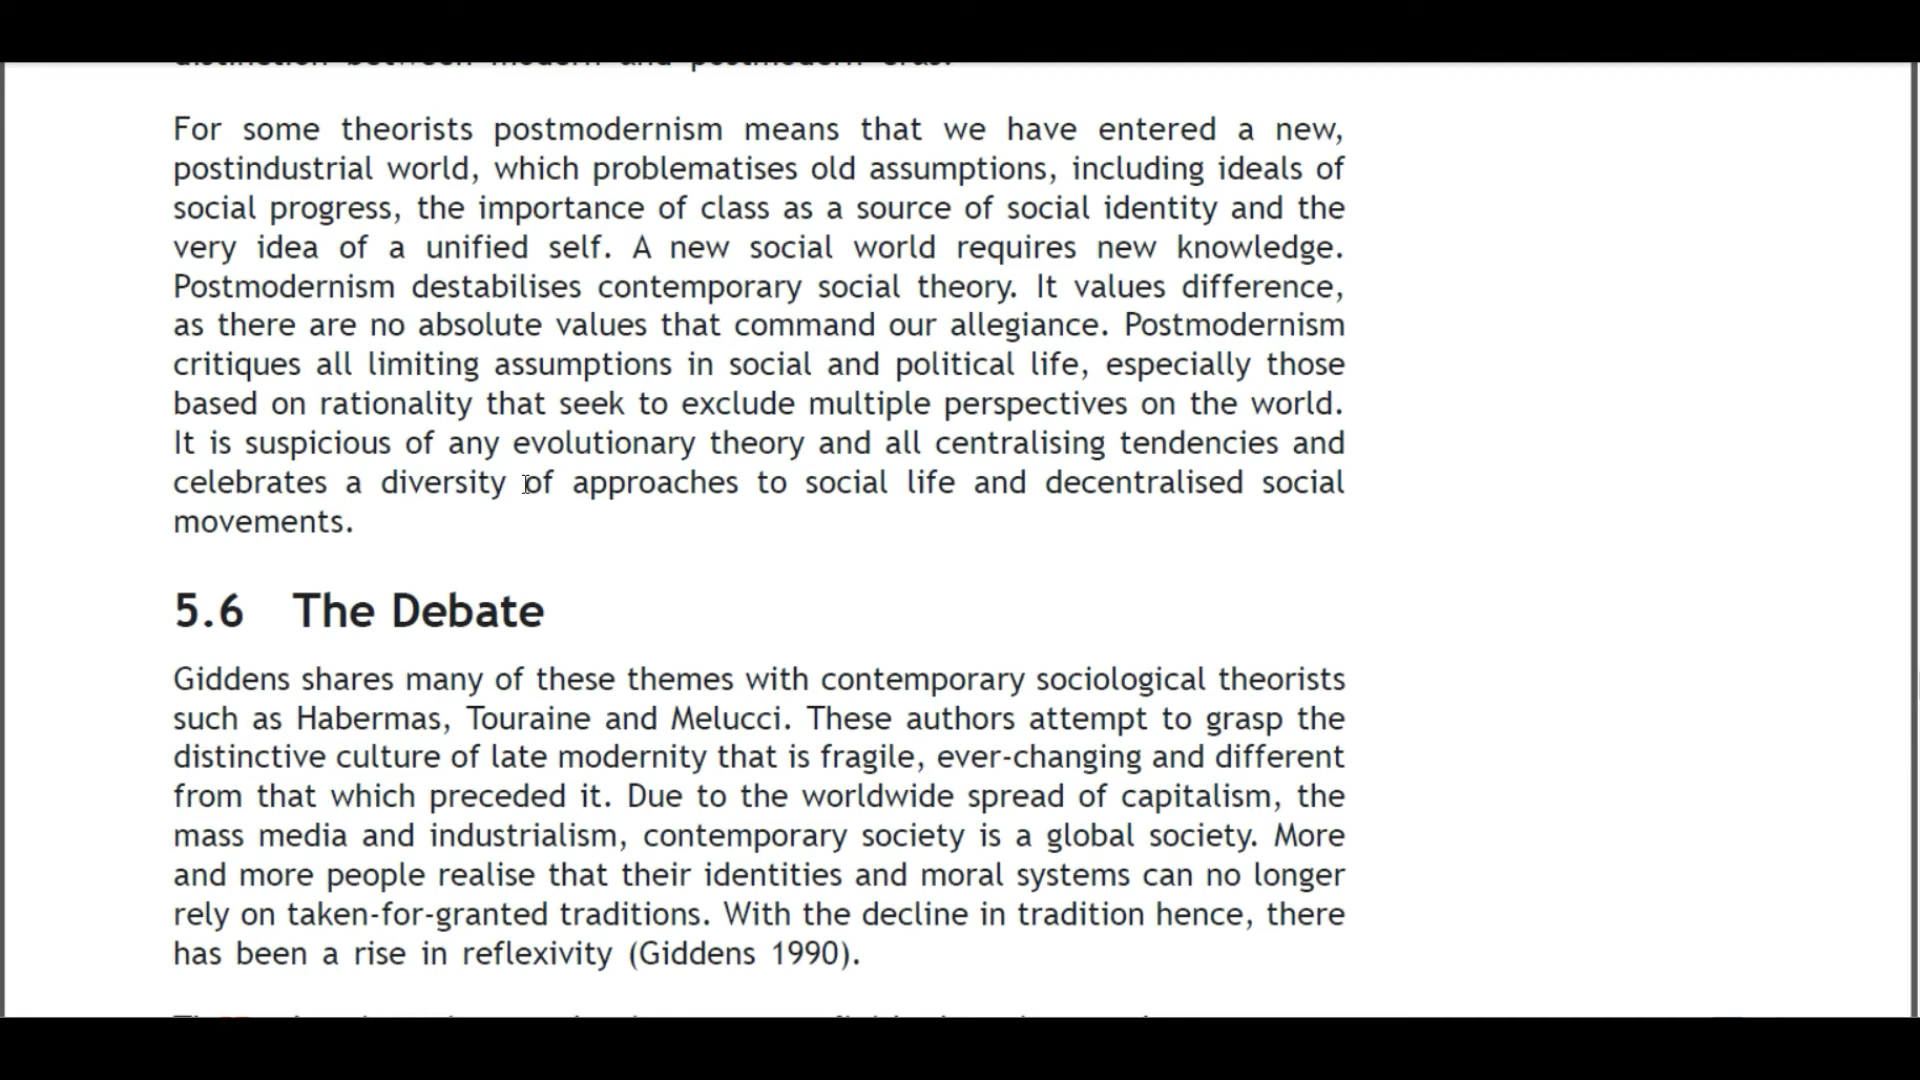 distinction between modern and postmodern eras.
For some theorists postmodernism means that we have entered a new,
postindustrial world, which problematises old assumptions, including ideals of
social progress, the importance of class as a source of social identity and the
very idea of a unified self. A new social world requires new knowledge.
Postmodernism destabilises contemporary social theory. It values difference,
as there are no absolute values that command our allegiance. Postmodernism
critiques all limiting assumptions in social and political life, especially those
based on rationality that seek to exclude multiple perspectives on the world.
It is suspicious of any evolutionary theory and all centralising tendencies and
celebrates a diversity of approaches to social life and decentralised social
movements.
5.6 The Debate
Giddens shares many of these themes with contemporary sociological theorists
such as Habermas, Touraine and Melucci. These authors attempt to grasp the
distinctive culture of late modernity that is fragile, ever-changing and different
from that which preceded it. Due to the worldwide spread of capitalism, the
mass media and industrialism, contemporary society is a global society. More
and more people realise that their identities and moral systems can no longer
rely on taken-for-granted traditions. With the decline in tradition hence, there
has been a rise in reflexivity (Giddens 1990).